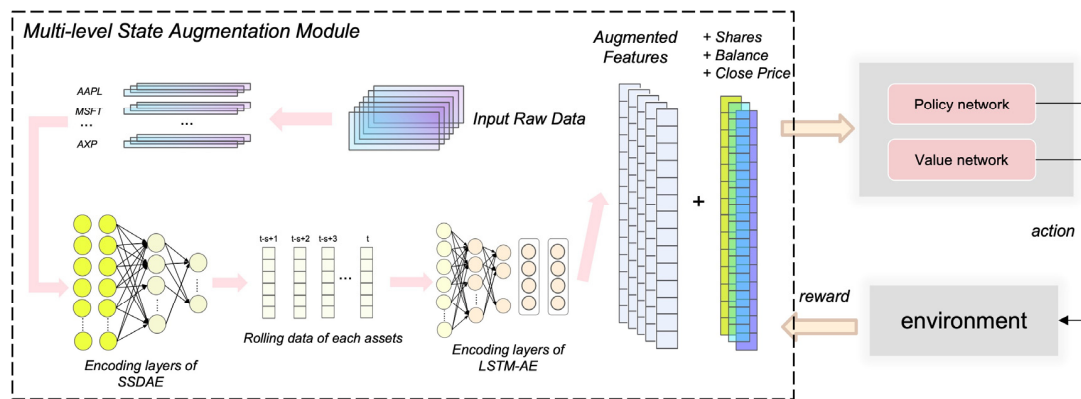 Multi-level State Augmentation Module
AAPL
MSFT
...
AXP
...
Input Raw Data
Augmented
Features
+ Shares
+ Balance
+ Close Price
+
Policy network
Value network
action
reward
environment
t-s+1 t-s+2 t-s+3 ... t
Rolling data of each assets
Encoding layers of
SSDAE
Encoding layers of
LSTM-AE